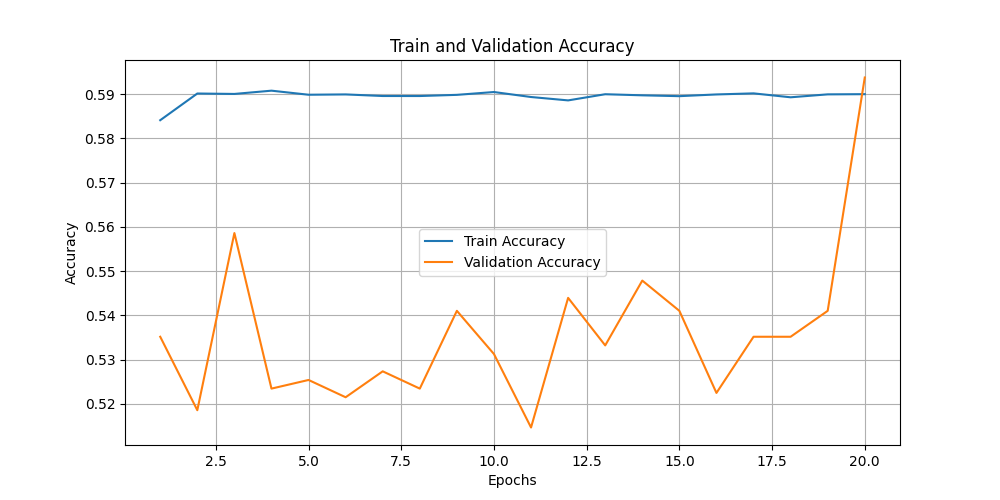 Train and Validation Accuracy
Accuracy
0.59
0.58
0.57
0.56
0.55
0.54
0.53
0.52
Train Accuracy
Validation Accuracy
2.5 5.0 7.5 10.0 12.5 15.0 17.5 20.0
Epochs